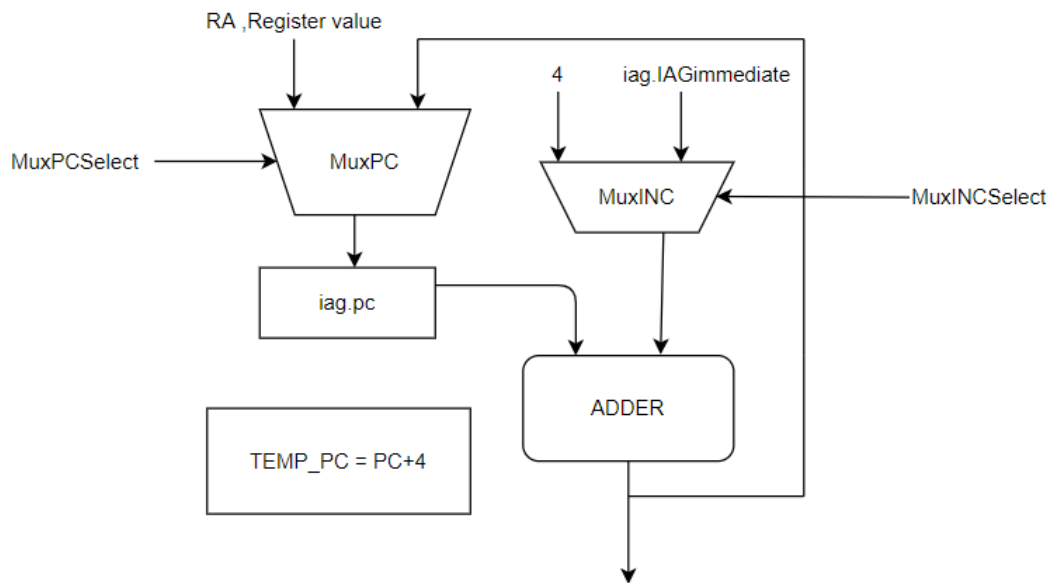 RA ,Register value
4
iag.IAGimmediate
MuxPCSelect
MuxPC
MuxINC
MuxINCSelect
iag.pc
ADDER
TEMP_PC = PC+4